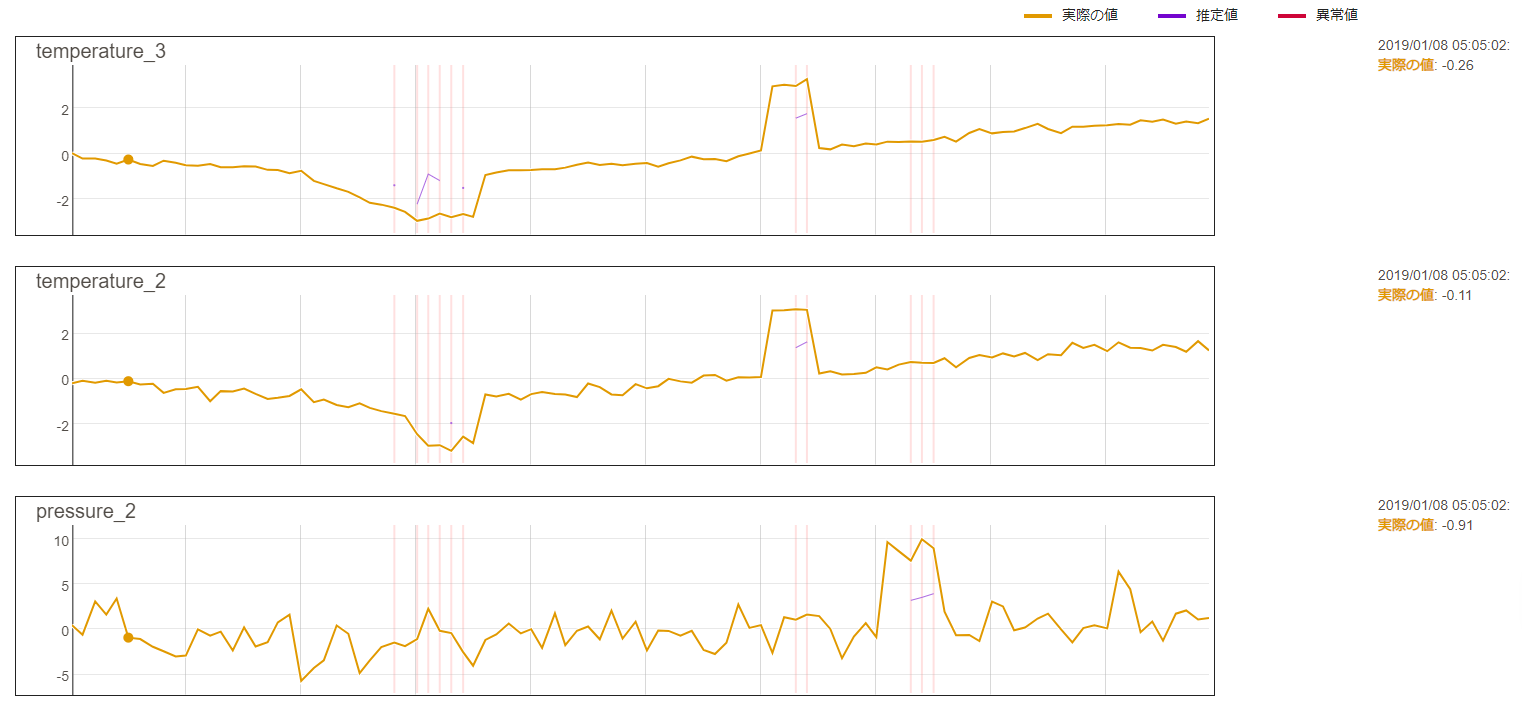 実際の値 推定値 異常値
temperature_3
2019/01/08 05:05:02:
実際の値: -0.26
2
0
-2
temperature_2
2019/01/08 05:05:02:
実際の値: -0.11
2
0
-2
pressure_2
2019/01/08 05:05:02:
実際の値: -0.91
10
5
0
-5